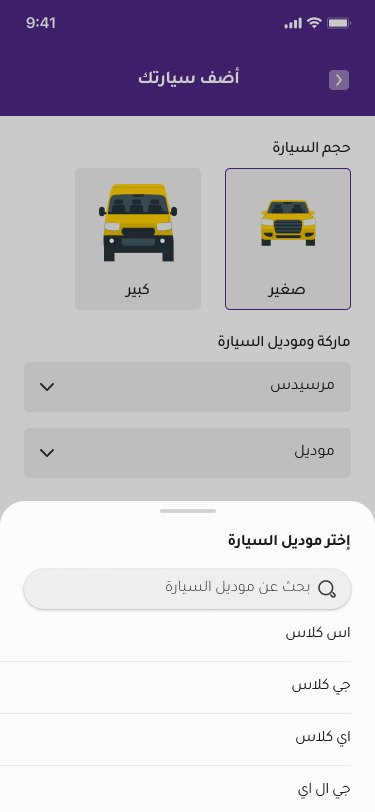 9:41
أضف سيارتك
حجم السيارة
صغير
كبير
ماركة وموديل السيارة
مرسيدس
موديل
إختر موديل السيارة
بحث عن موديل السيارة
اس كلاس
جي كلاس
اي كلاس
جي ال اي